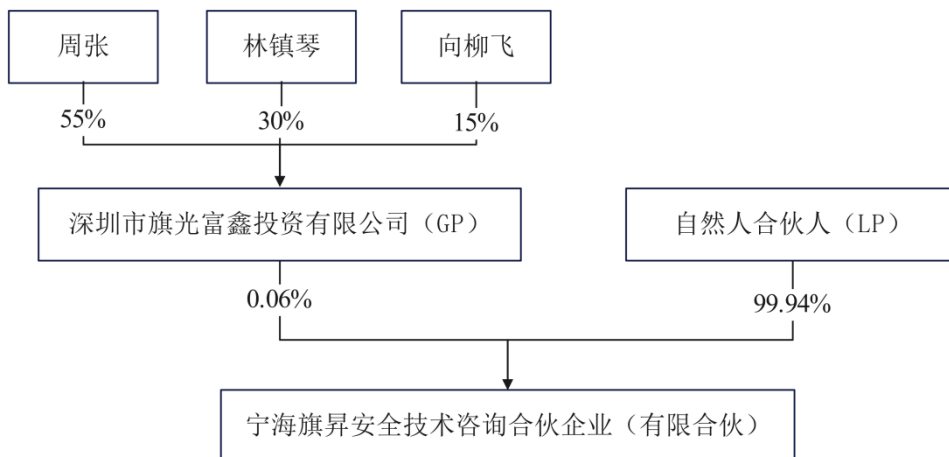 周张
林镇琴
向柳飞
55%
30%
15%
深圳市旗光富鑫投资有限公司（GP）
自然人合伙人（LP）
0.06%
99.94%
宁海旗昇安全技术咨询合伙企业（有限合伙）